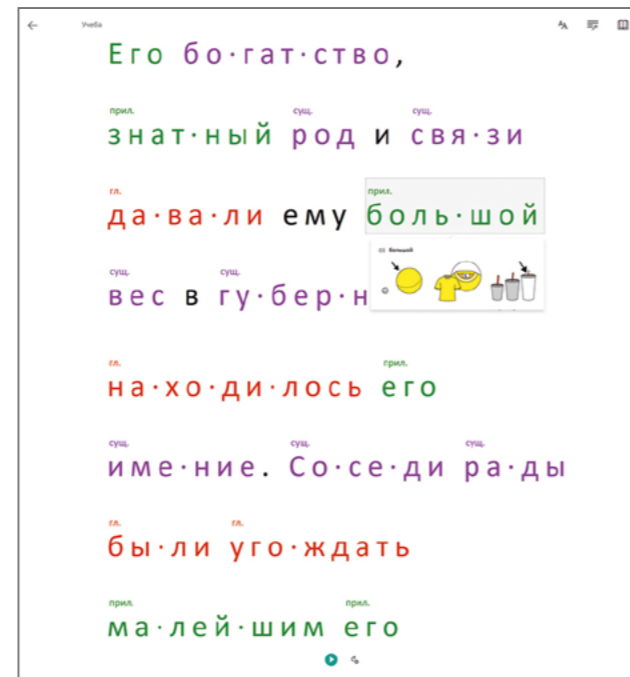 Учеба
Его бо·гат·ство,
прил. сущ. сущ.
знат·ный род и свя·зи
гл. прил.
да·ва·ли ему боль·шой
большой
сущ. сущ.
вес в гу·бер·н
гл. прил.
на·хо·ди·лось его
сущ. сущ. сущ.
име·ние. Со·се·ди ра·ды
гл. гл.
бы·ли уго·ждать
прил. прил.
ма·лей·шим его